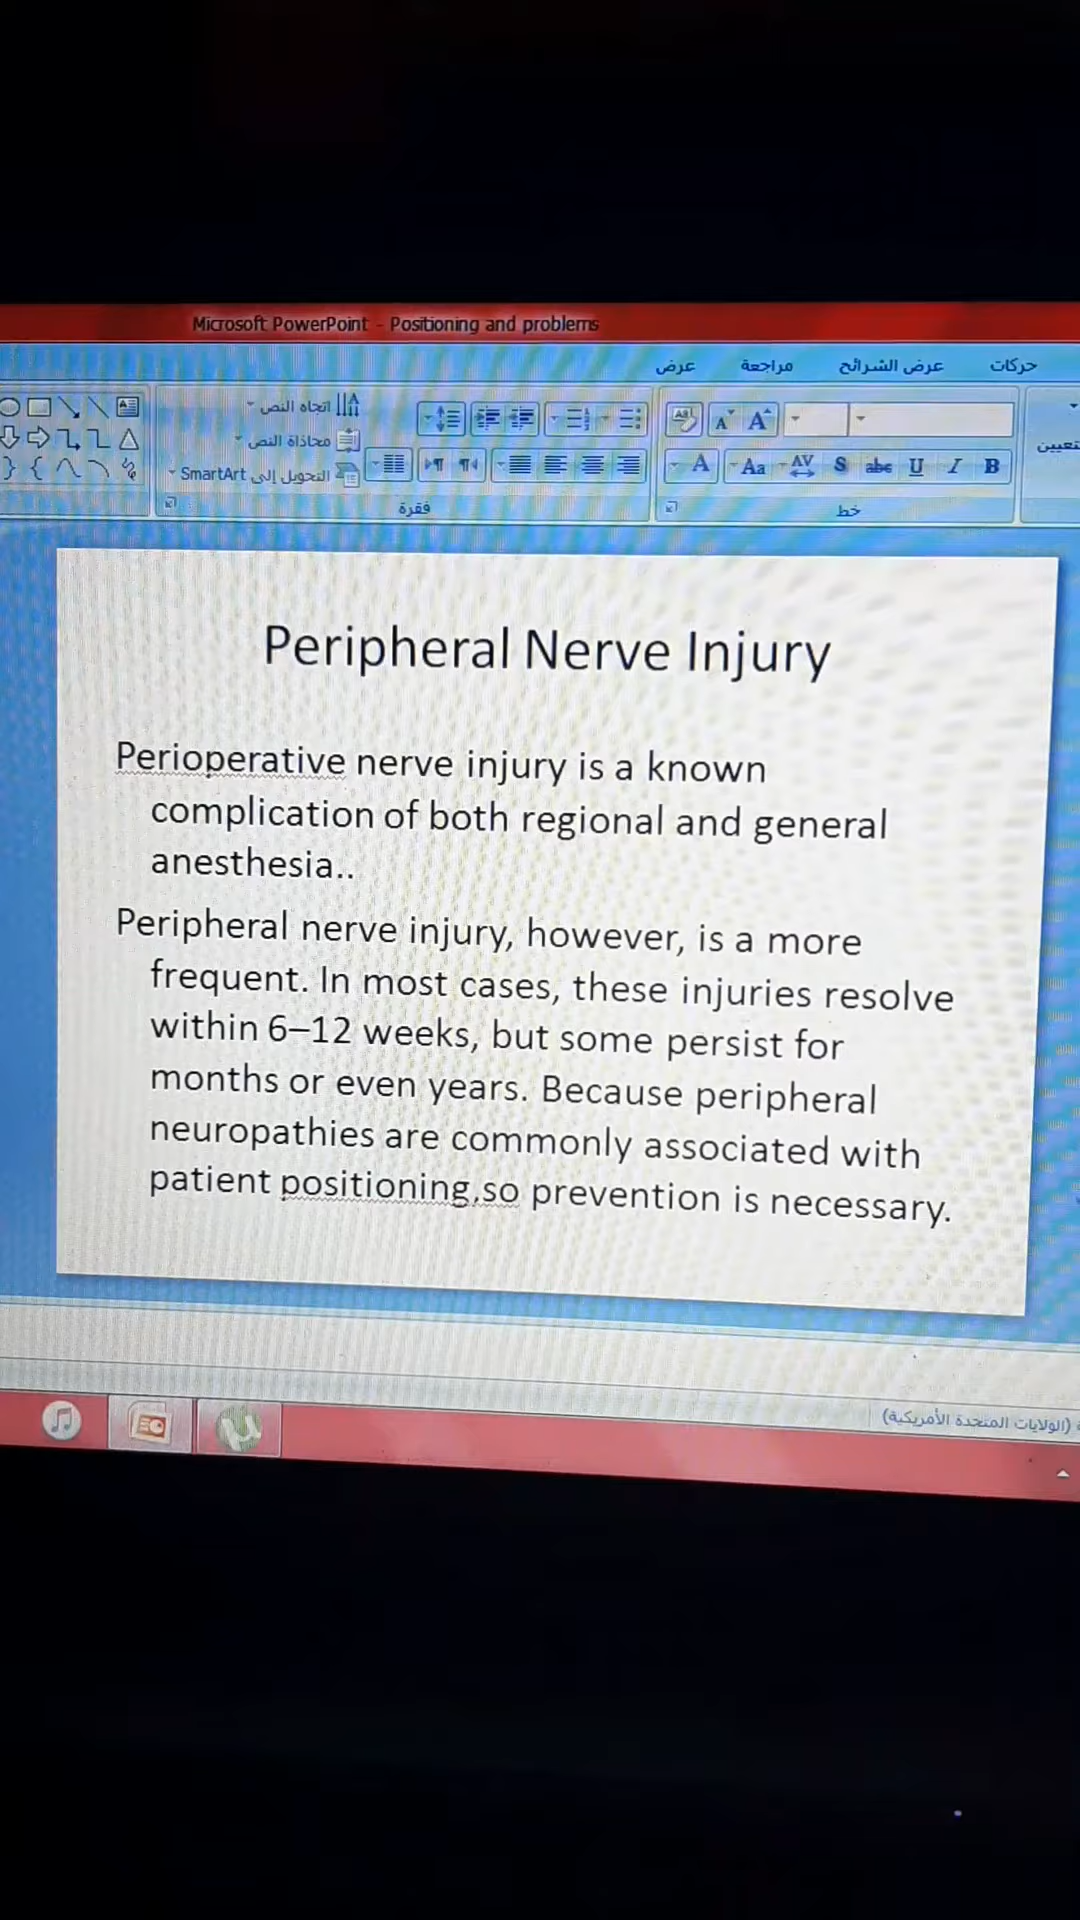 Microsoft PowerPoint - Positioning and problems
حركات
عرض الشرائح
مراجعة
عرض
اتجاه النص
محاذاة النص
التحويل إلى SmartArt
فقرة
خط
A A
A Aa AV S abc U I B
Peripheral Nerve Injury
Perioperative nerve injury is a known
complication of both regional and general
anesthesia..
Peripheral nerve injury, however, is a more
frequent. In most cases, these injuries resolve
within 6–12 weeks, but some persist for
months or even years. Because peripheral
neuropathies are commonly associated with
patient positioning,so prevention is necessary.
(الولايات المتحدة الأمريكية)